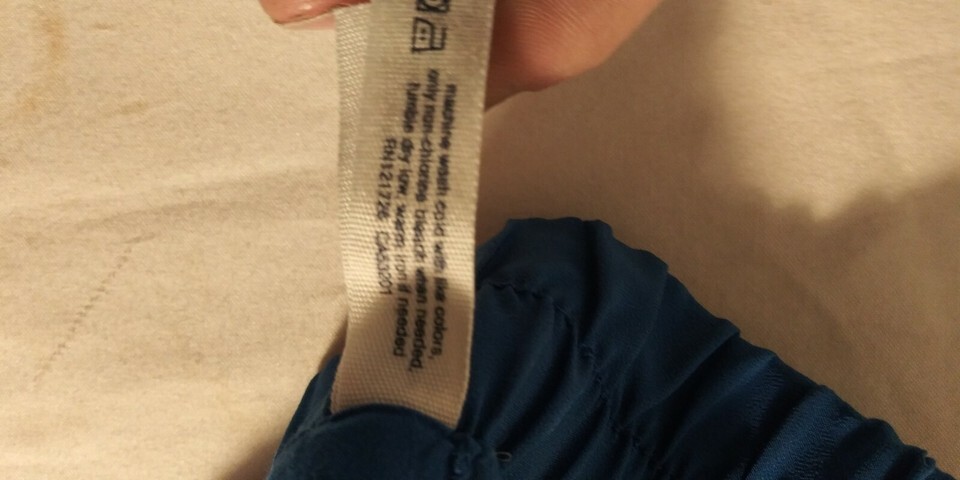 machine wash cold with like colors,
only non-chlorine bleach when needed.
tumble dry low, warm iron if needed
RN121726 CA53201